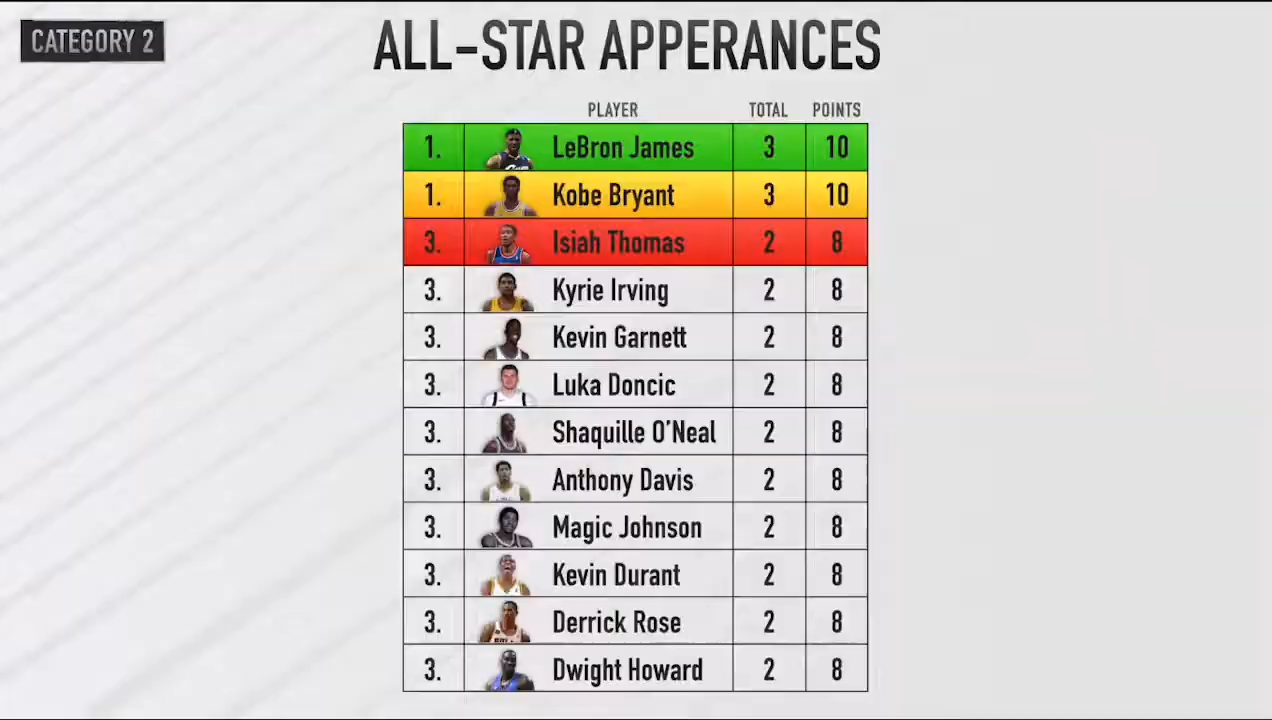 CATEGORY 2
ALL-STAR APPERANCES
PLAYER TOTAL POINTS
1. LeBron James 3 10
1. Kobe Bryant 3 10
3. Isiah Thomas 2 8
3. Kyrie Irving 2 8
3. Kevin Garnett 2 8
3. Luka Doncic 2 8
3. Shaquille O'Neal 2 8
3. Anthony Davis 2 8
3. Magic Johnson 2 8
3. Kevin Durant 2 8
3. Derrick Rose 2 8
3. Dwight Howard 2 8